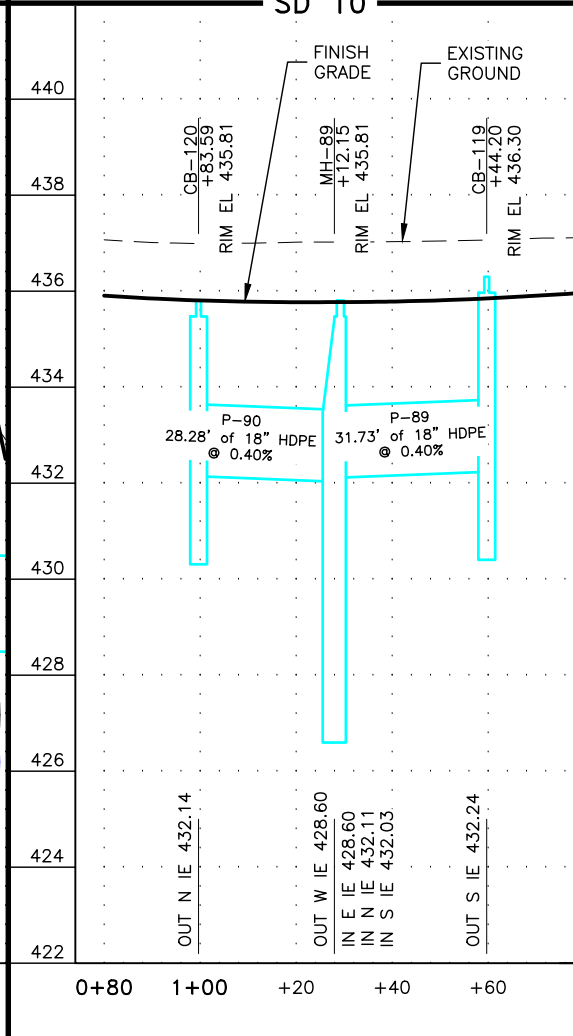 SD 10
FINISH
GRADE
EXISTING
GROUND
440
438
436
434
432
430
428
426
424
422
CB-120
+83.59
RIM EL 435.81
MH-89
+12.15
RIM EL 435.81
CB-119
+44.20
RIM EL 436.30
P-90
28.28' of 18" HDPE
@ 0.40%
P-89
31.73' of 18" HDPE
@ 0.40%
OUT N IE 432.14
OUT W IE 428.60
IN E IE 428.60
IN N IE 432.11
IN S IE 432.03
OUT S IE 432.24
0+80 1+00 +20 +40 +60